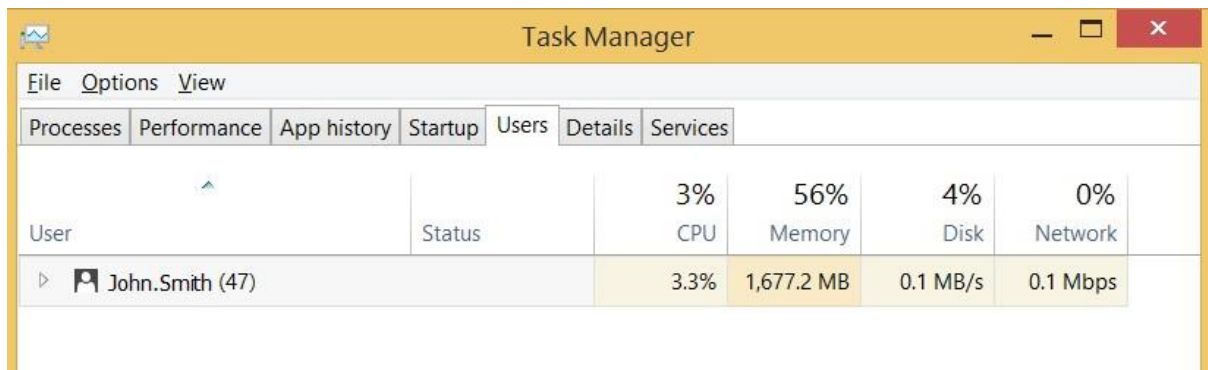 Task Manager
File Options View
Processes Performance App history Startup Users Details Services
3% 56% 4% 0%
User Status CPU Memory Disk Network
John.Smith (47) 3.3% 1,677.2 MB 0.1 MB/s 0.1 Mbps